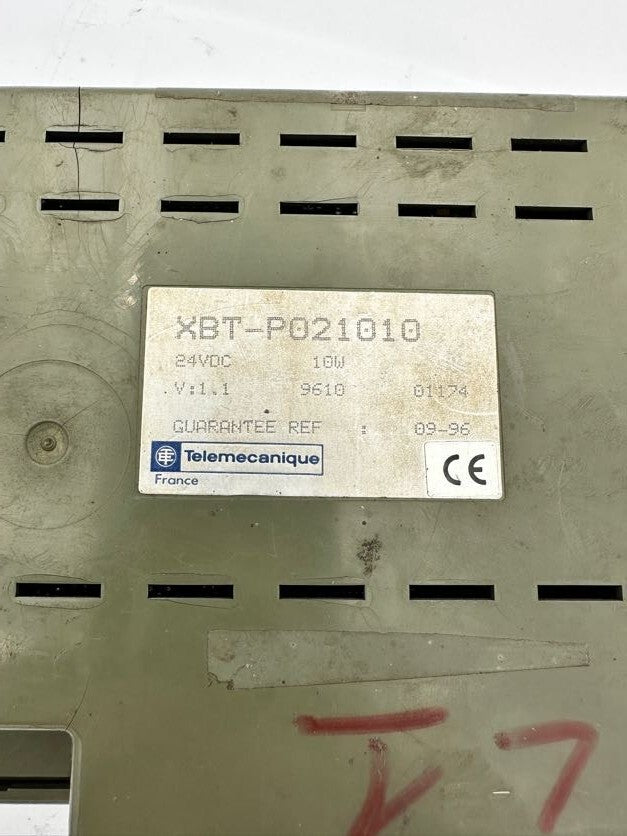 XBT-P021010
24VDC 10W
V:1.1 9610 01174
GUARANTEE REF : 09-96
Telemecanique
France
CE